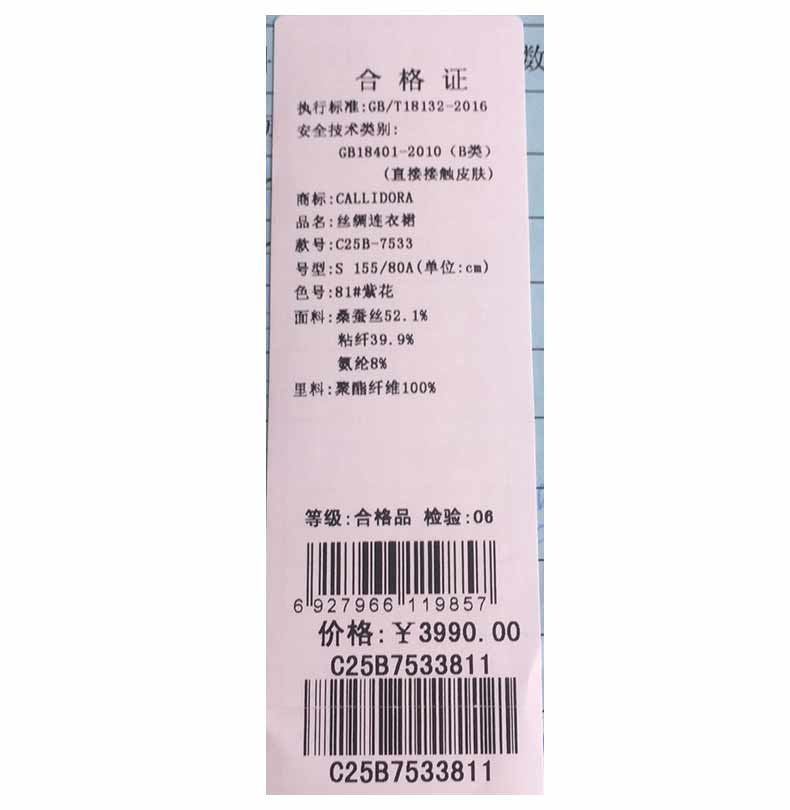 数
合格证
执行标准:GB/T18132-2016
安全技术类别:
GB18401-2010（B类）
(直接接触皮肤)
商标:CALLIDORA
品名:丝绸连衣裙
款号:C25B-7533
号型:S 155/80A(单位:cm)
色号:81#紫花
面料:桑蚕丝52.1%
粘纤39.9%
氨纶8%
里料:聚酯纤维100%
等级:合格品 检验:06
6 927966 119857
价格:￥3990.00
C25B7533811
C25B7533811